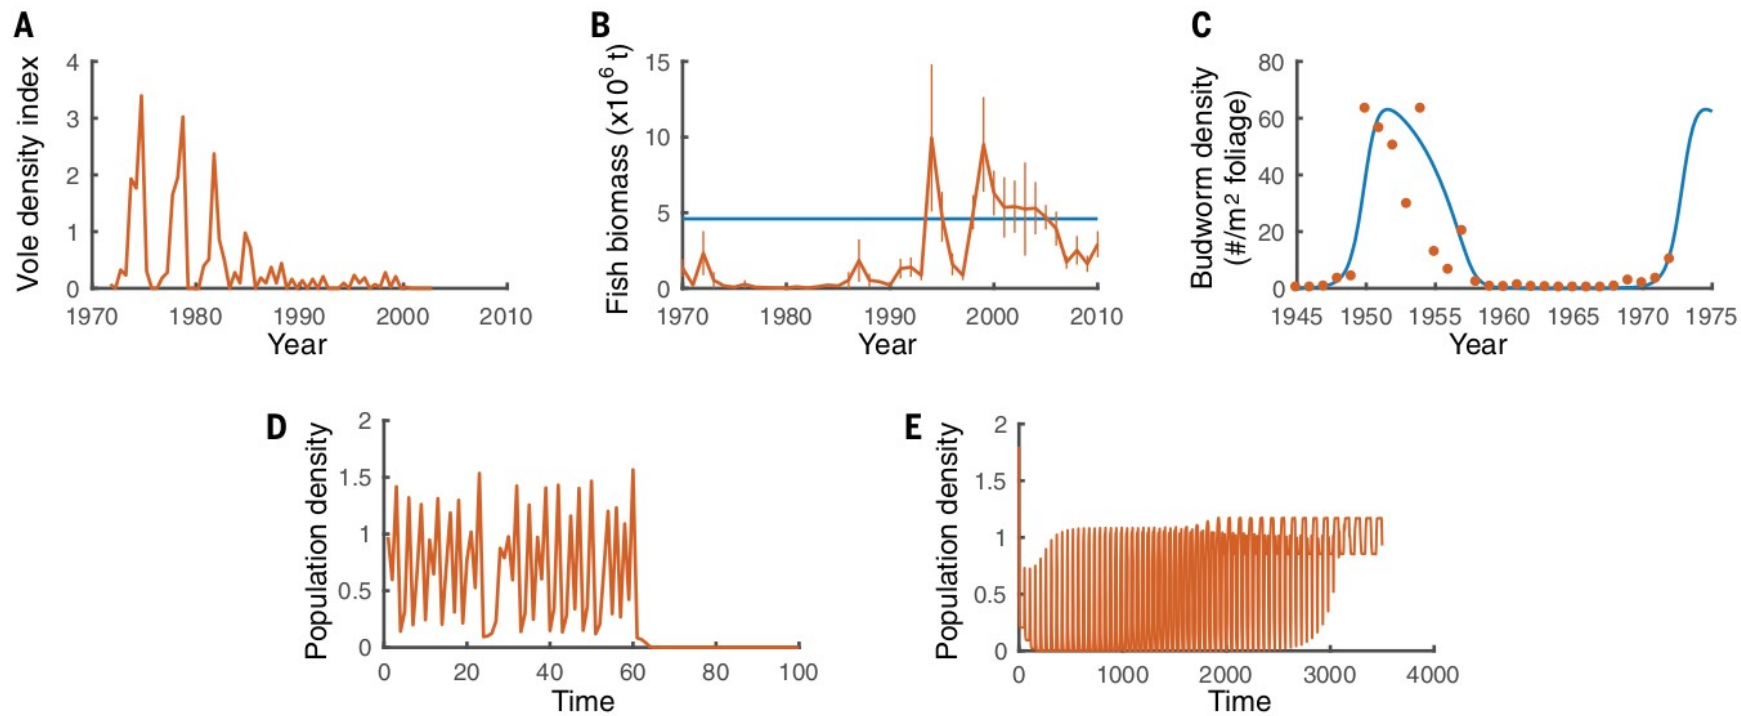 A
Vole density index
4
3
2
1
0
1970 1980 1990 2000 2010
Year
B
Fish biomass (x10⁶ t)
15
10
5
0
1970 1980 1990 2000 2010
Year
C
Budworm density
(#/m² foliage)
80
60
40
20
0
1945 1950 1955 1960 1965 1970 1975
Year
D
Population density
2
1.5
1
0.5
0
0 20 40 60 80 100
Time
E
Population density
2
1.5
1
0.5
0
0 1000 2000 3000 4000
Time